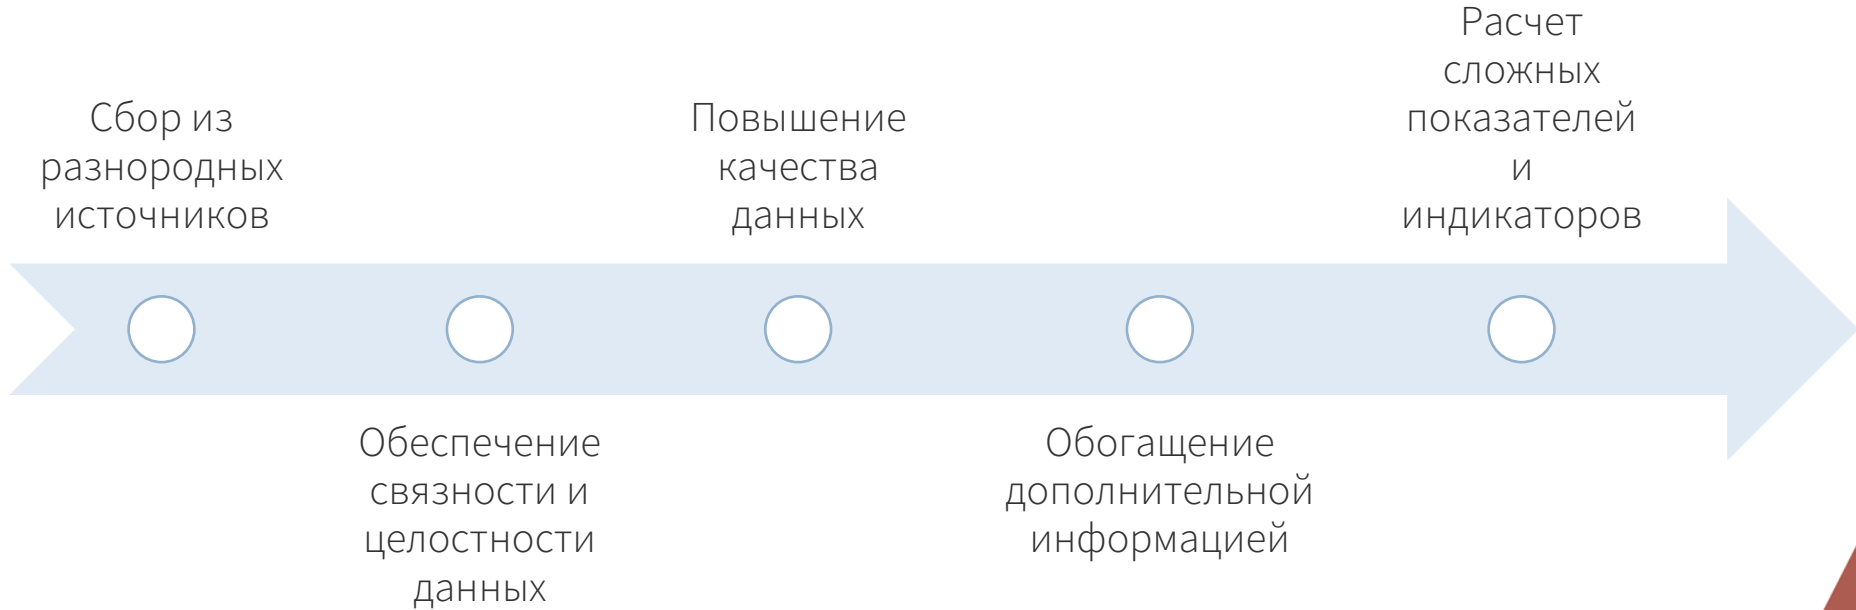 Сбор из
разнородных
источников
Обеспечение
связности и
целостности
данных
Повышение
качества
данных
Обогащение
дополнительной
информацией
Расчет
сложных
показателей
и
индикаторов